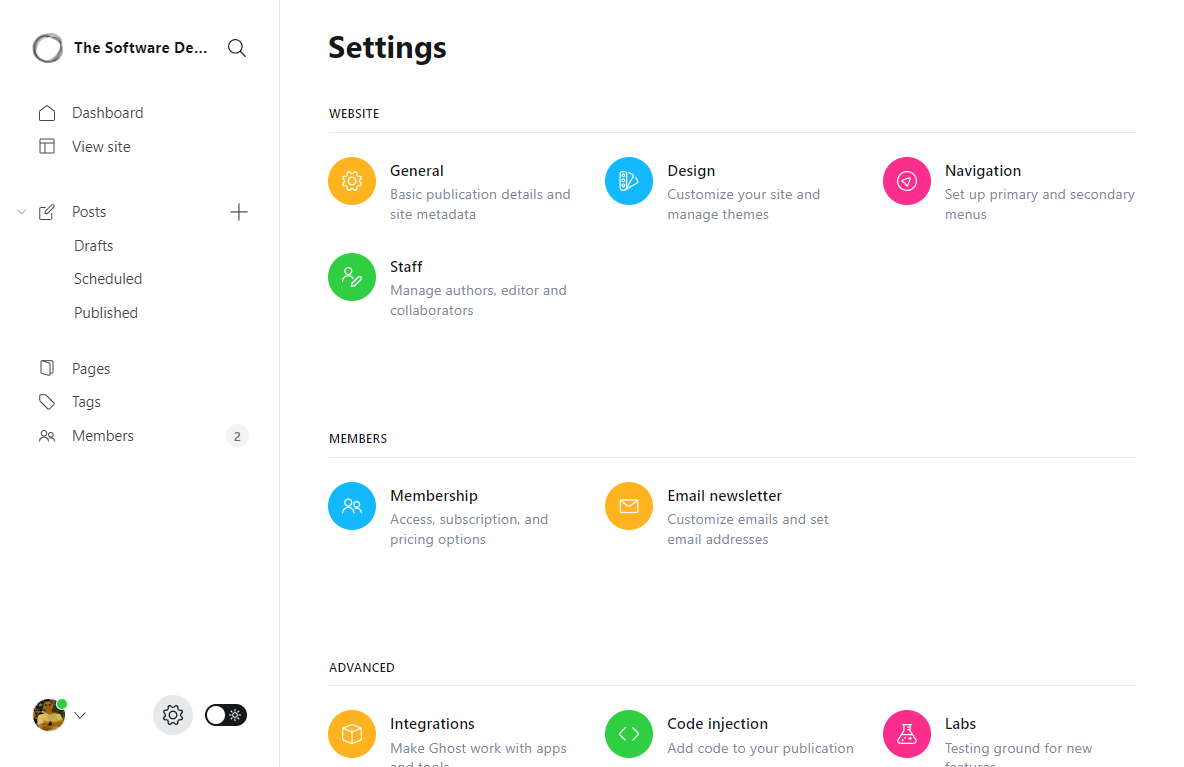 The Software De...
Dashboard
View site
Posts
Drafts
Scheduled
Published
Pages
Tags
Members
2
Settings
WEBSITE
General
Basic publication details and
site metadata
Design
Customize your site and
manage themes
Navigation
Set up primary and secondary
menus
Staff
Manage authors, editor and
collaborators
MEMBERS
Membership
Access, subscription, and
pricing options
Email newsletter
Customize emails and set
email addresses
ADVANCED
Integrations
Make Ghost work with apps
and tools
Code injection
Add code to your publication
Labs
Testing ground for new
features